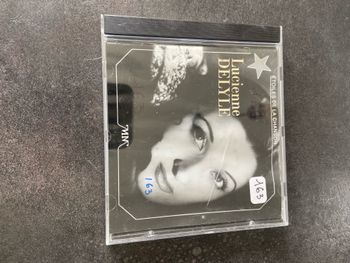 ÉTOILES DE LA CHANSON
Lucienne
DELYLE
163
163